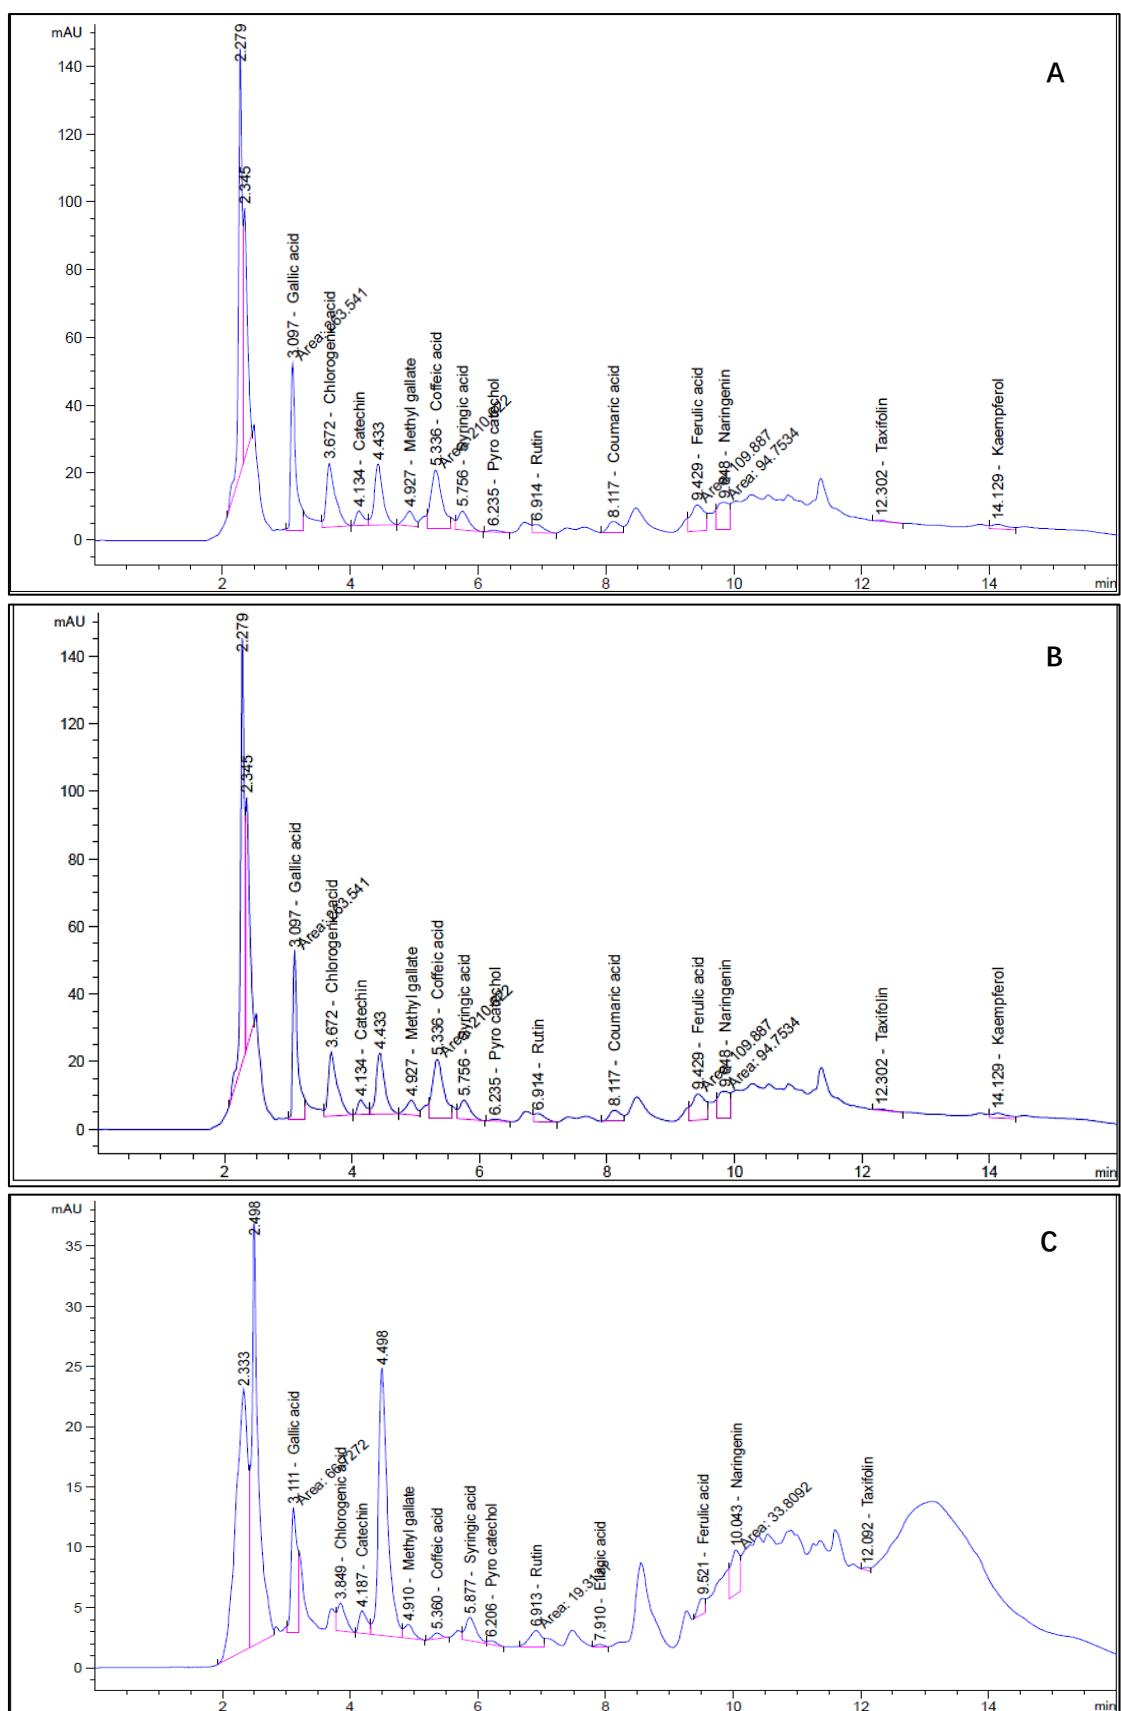 mAU
A
140
120
100
80
60
40
20
0
2.279
2.345
3.097 - Gallic acid
3.672 - Chlorogenic acid
4.134 - Catechin
4.433
4.927 - Methyl gallate
5.336 - Coffeic acid
5.756 - Syringic acid
6.235 - Pyro catechol
6.914 - Rutin
8.117 - Coumaric acid
9.429 - Ferulic acid
Area: 109.887
9.848 - Naringenin
Area: 94.7534
12.302 - Taxifolin
14.129 - Kaempferol
2 4 6 8 10 12 14 min
mAU
B
140
120
100
80
60
40
20
0
2.279
2.345
3.097 - Gallic acid
3.672 - Chlorogenic acid
4.134 - Catechin
4.433
4.927 - Methyl gallate
5.336 - Coffeic acid
5.756 - Syringic acid
6.235 - Pyro catechol
6.914 - Rutin
8.117 - Coumaric acid
9.429 - Ferulic acid
Area: 109.887
9.848 - Naringenin
Area: 94.7534
12.302 - Taxifolin
14.129 - Kaempferol
2 4 6 8 10 12 14 min
mAU
C
35
30
25
20
15
10
5
0
2.333
2.498
3.111 - Gallic acid
3.849 - Chlorogenic acid
4.187 - Catechin
4.498
4.910 - Methyl gallate
5.360 - Coffeic acid
5.877 - Syringic acid
6.206 - Pyro catechol
6.913 - Rutin
7.910 - Ellagic acid
9.521 - Ferulic acid
10.043 - Naringenin
Area: 33.8092
12.092 - Taxifolin
2 4 6 8 10 12 14 min